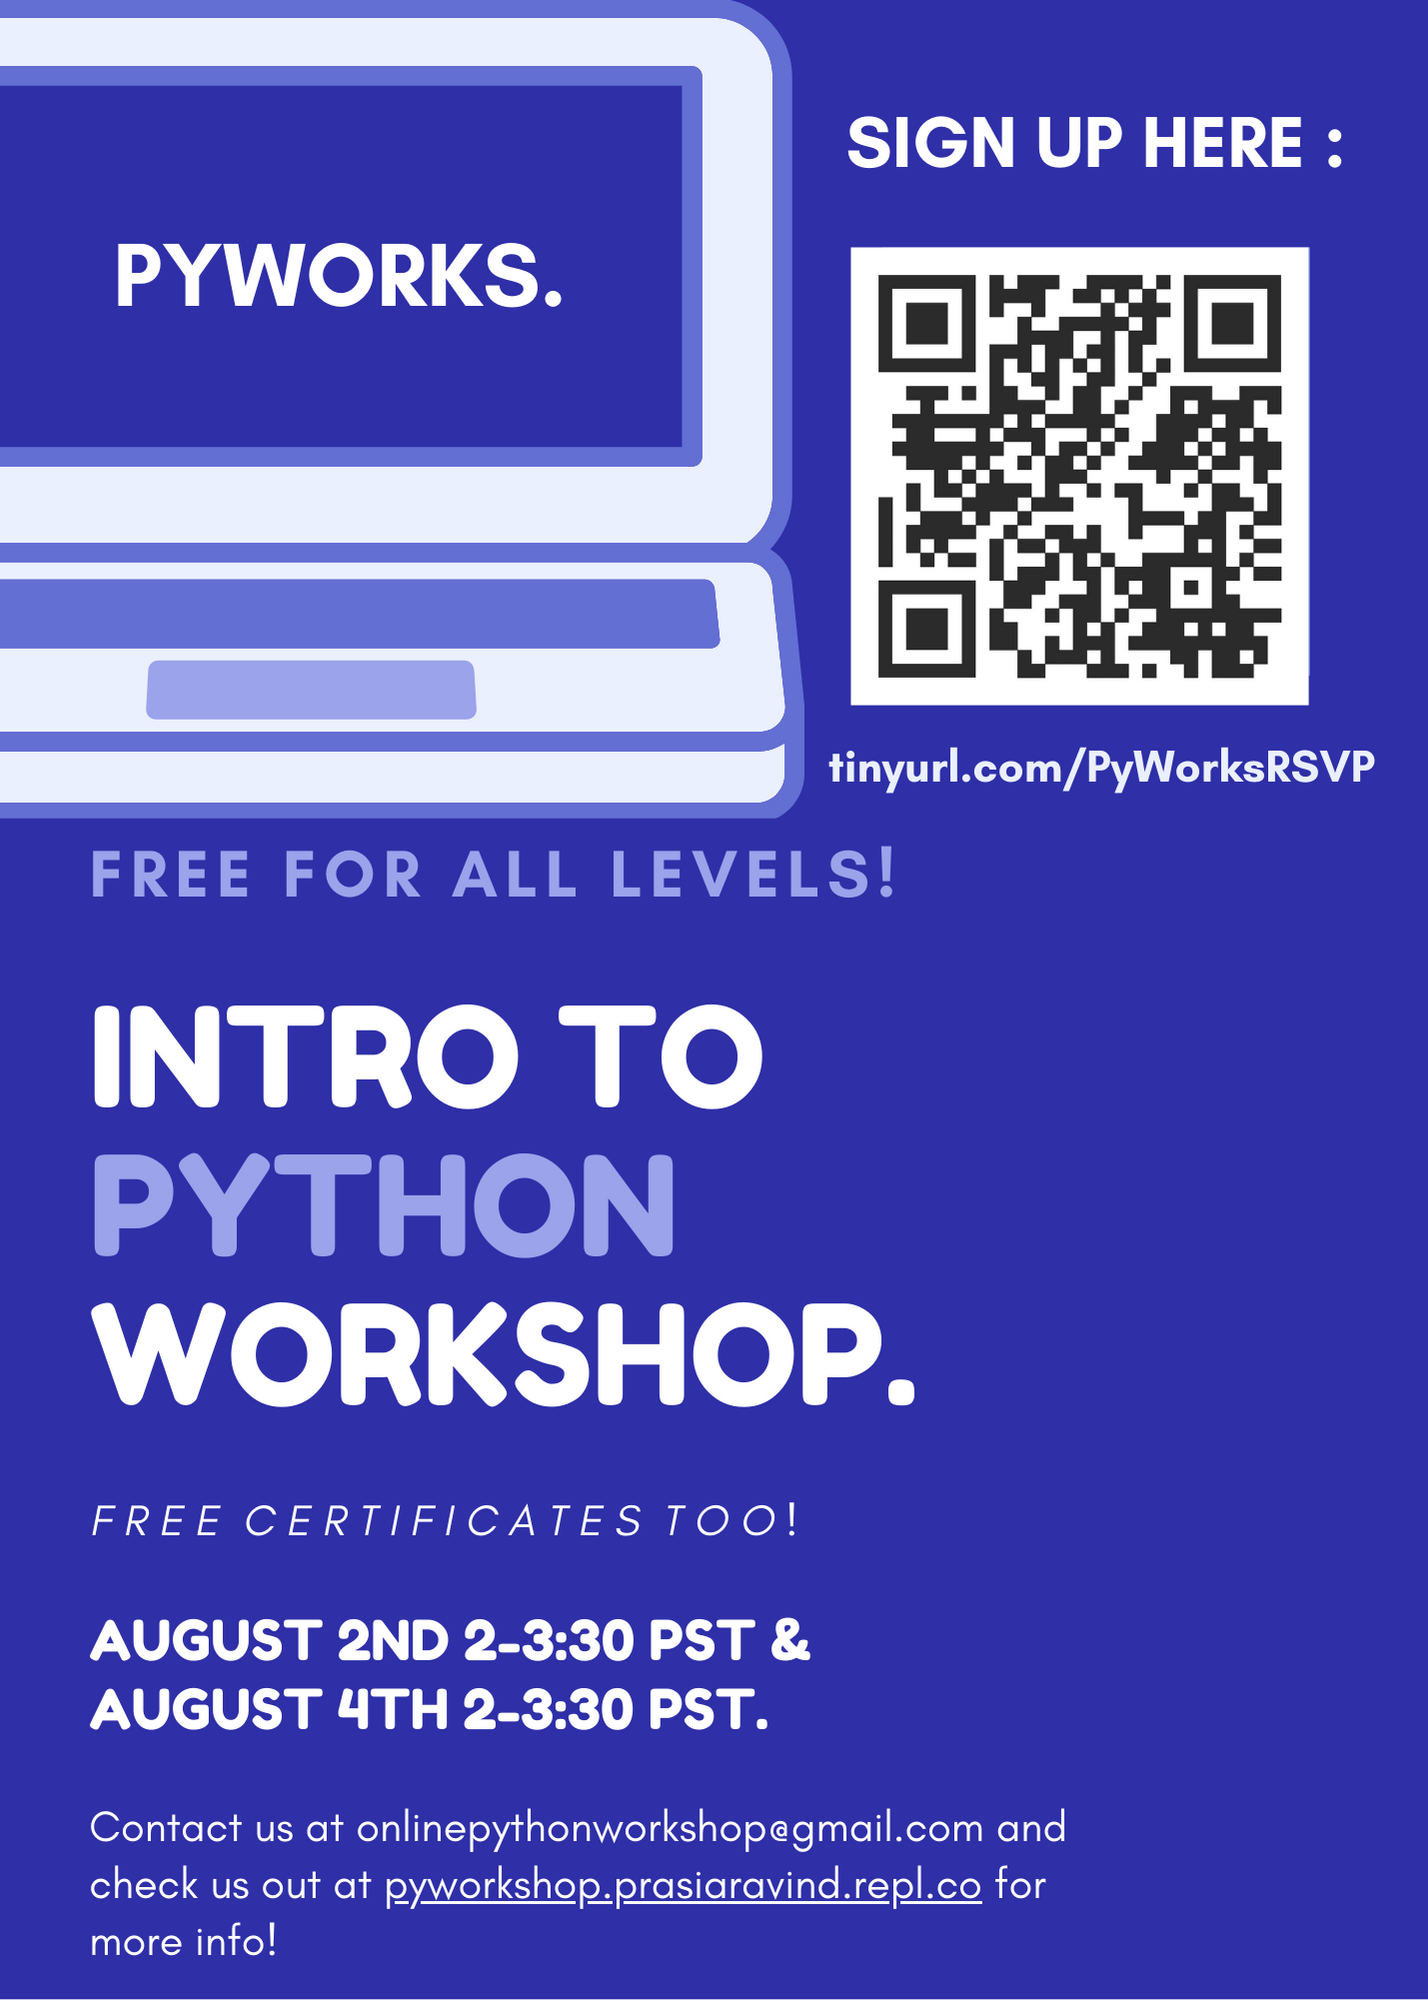 PYWORKS.
SIGN UP HERE :
tinyurl.com/PyWorksRSVP
FREE FOR ALL LEVELS!
INTRO TO
PYTHON
WORKSHOP.
FREE CERTIFICATES TOO!
AUGUST 2ND 2-3:30 PST &
AUGUST 4TH 2-3:30 PST.
Contact us at onlinepythonworkshop@gmail.com and
check us out at pyworkshop.prasiaravind.repl.co for
more info!